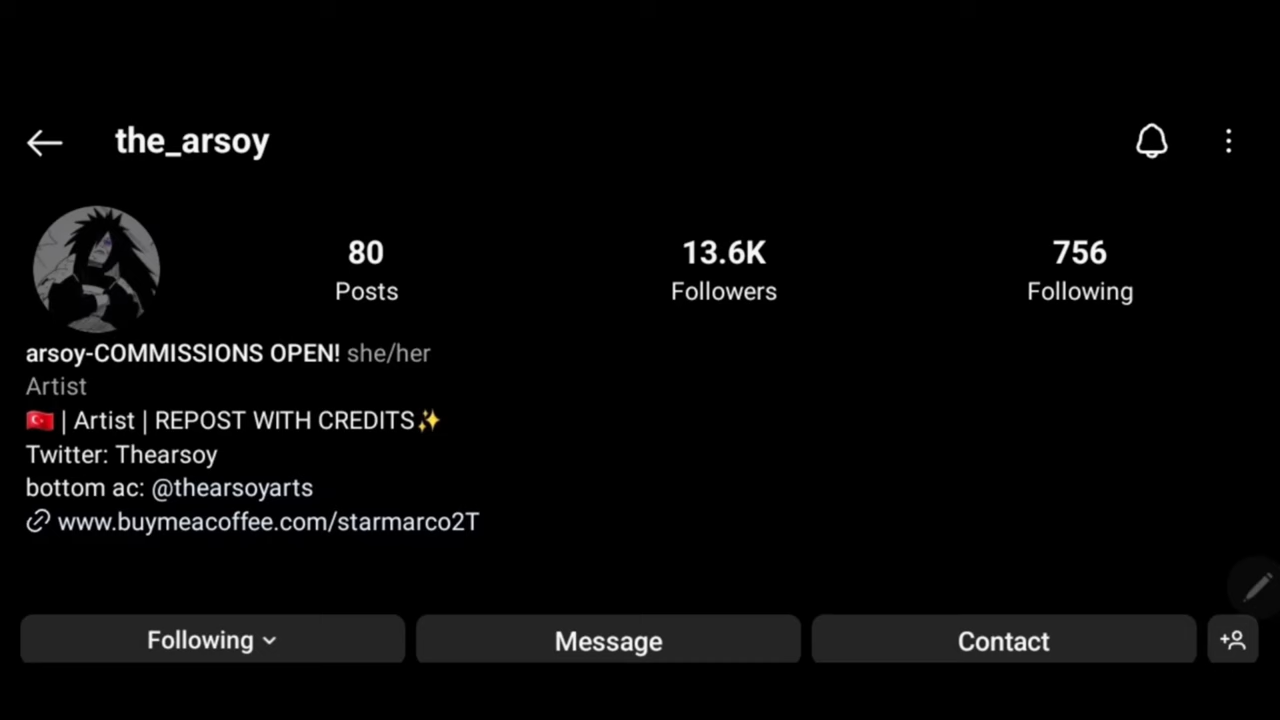 the_arsoy
80 13.6K 756
Posts Followers Following
arsoy-COMMISSIONS OPEN! she/her
Artist
🇹🇷 | Artist | REPOST WITH CREDITS✨
Twitter: Thearsoy
bottom ac: @thearsoyarts
www.buymeacoffee.com/starmarco2T
Following Message Contact